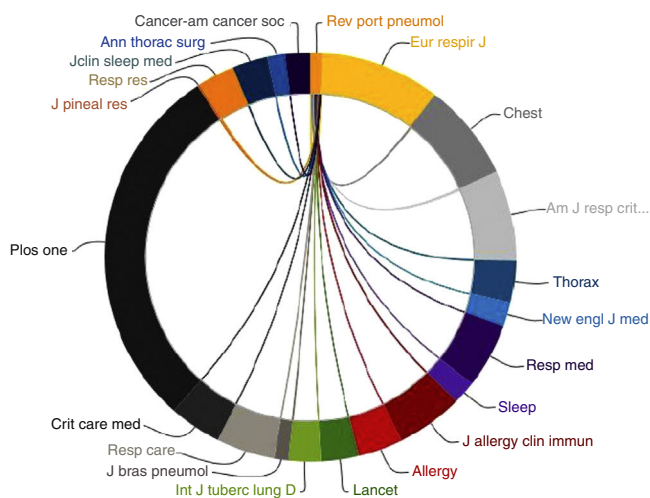 Cancer-am cancer soc
Rev port pneumol
Ann thorac surg
Eur respir J
Jclin sleep med
Resp res
J pineal res
Chest
Am J resp crit...
Plos one
Thorax
New engl J med
Resp med
Sleep
Crit care med
J allergy clin immun
Resp care
J bras pneumol
Allergy
Int J tuberc lung D
Lancet